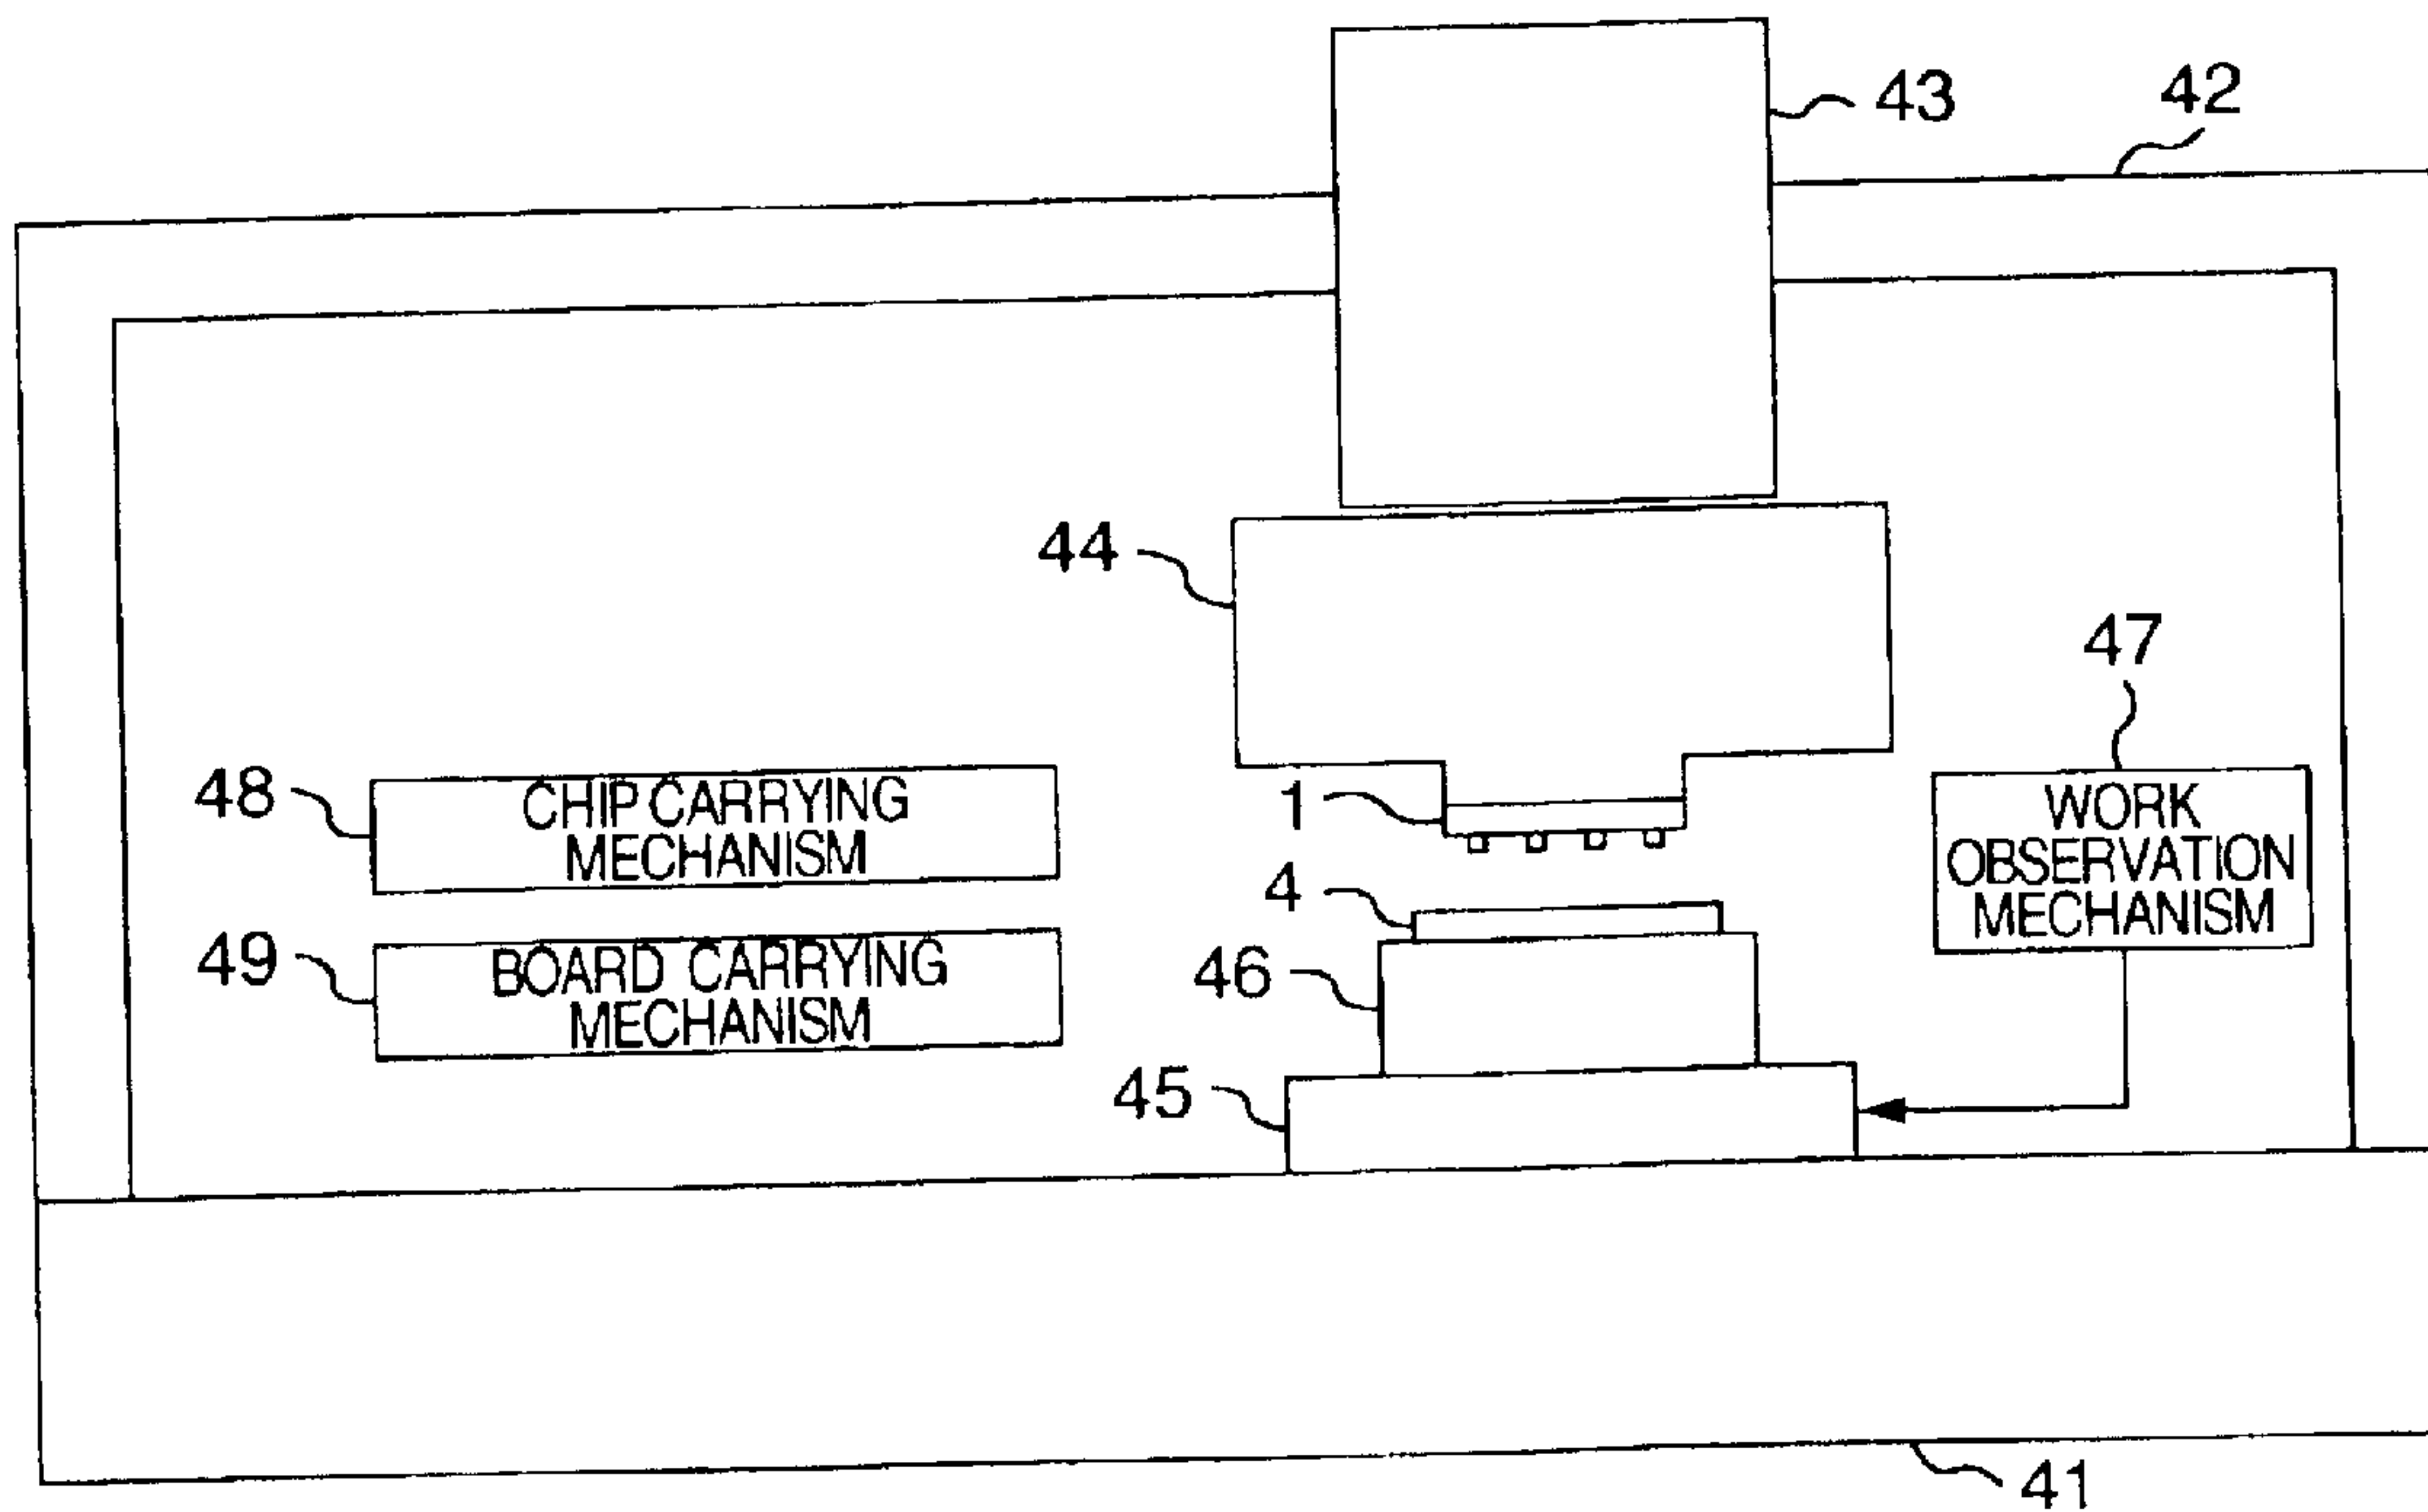 43
42
44
47
48
CHIP CARRYING
MECHANISM
1
WORK
OBSERVATION
MECHANISM
4
49
BOARD CARRYING
MECHANISM
46
45
41